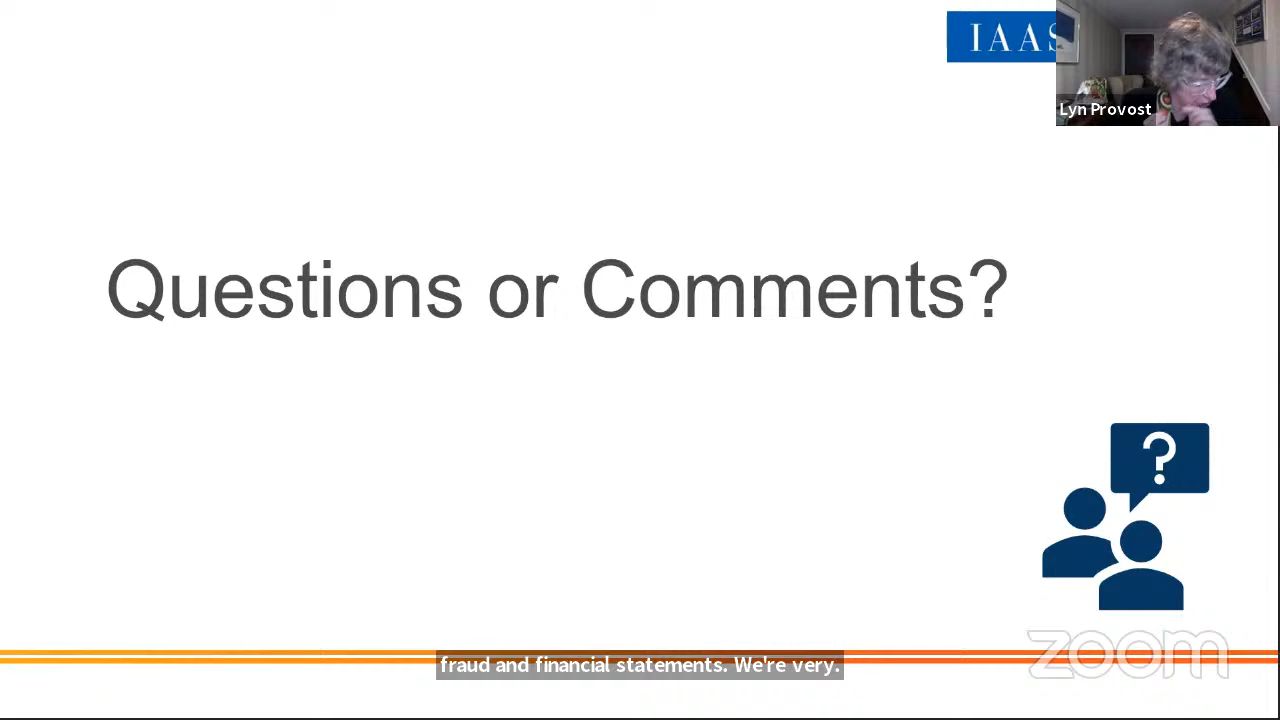 IAAS
Lyn Provost
Questions or Comments?
?
zoom
fraud and financial statements. We're very.